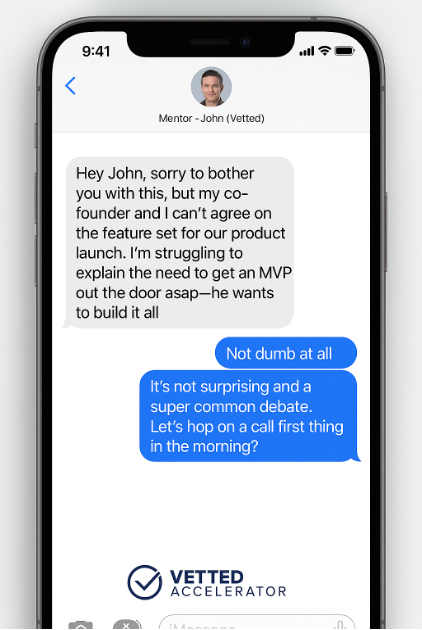 9:41
Mentor - John (Vetted)
Hey John, sorry to bother
you with this, but my co-
founder and I can't agree on
the feature set for our product
launch. I'm struggling to
explain the need to get an MVP
out the door asap—he wants
to build it all
Not dumb at all
It's not surprising and a
super common debate.
Let's hop on a call first thing
in the morning?
VETTED
ACCELERATOR
iMessage